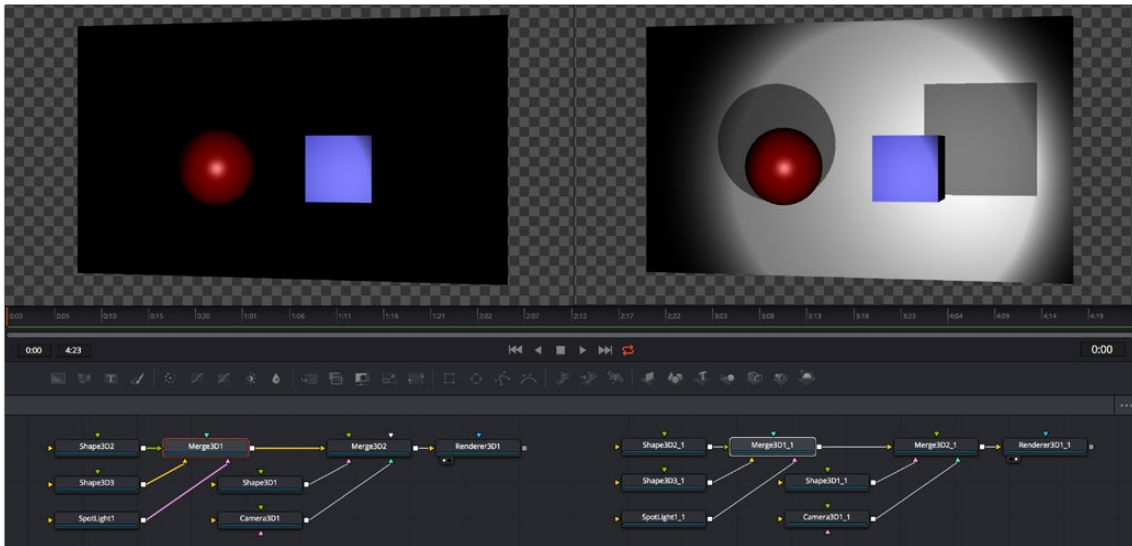 0:00 0:05 0:10 0:15 0:20 1:01 1:06 1:11 1:16 1:21 2:02 2:07 2:12 2:17 2:22 3:03 3:08 3:13 3:18 3:23 4:04 4:09 4:14 4:19
0:00 4:23 0:00
T T
Shape3D2 Merge3D1 Merge3D2 Renderer3D1 Shape3D2_1 Merge3D1_1 Merge3D2_1 Renderer3D1_1
Shape3D3 Shape3D1 Shape3D3_1 Shape3D1_1
SpotLight1 Camera3D1 SpotLight1_1 Camera3D1_1